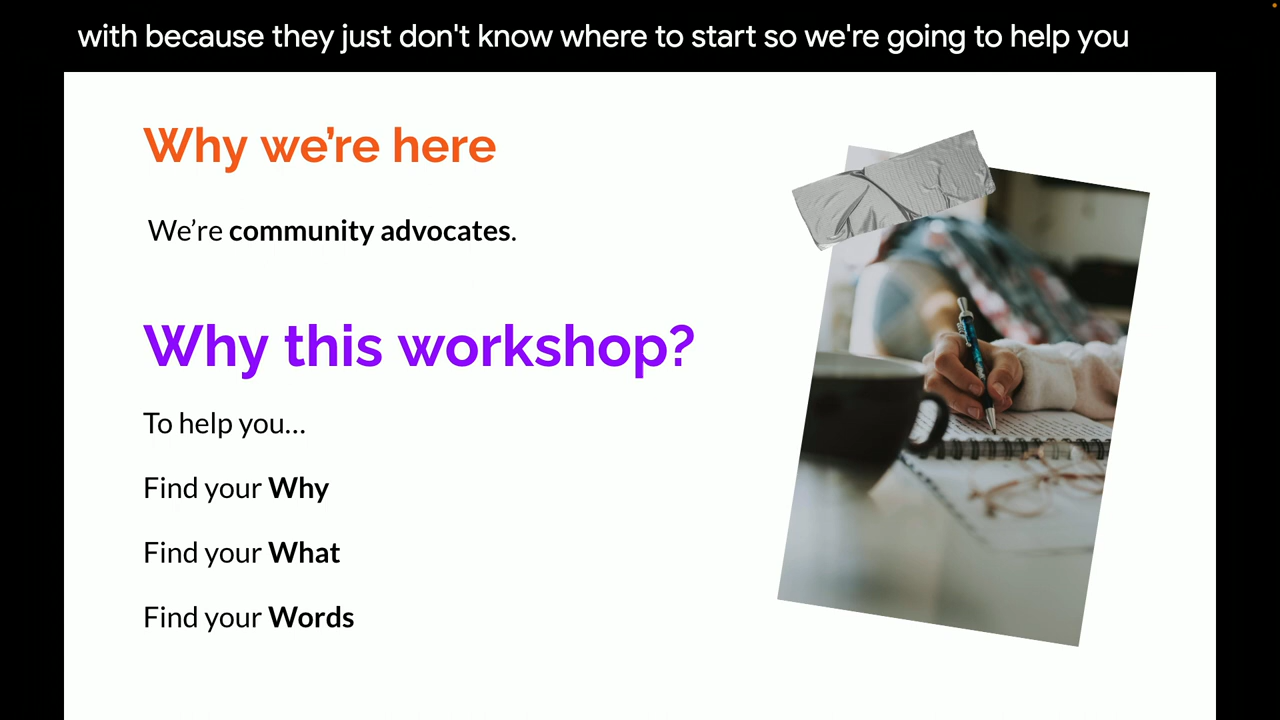 with because they just don't know where to start so we're going to help you
Why we’re here
We’re community advocates.
Why this workshop?
To help you...
Find your Why
Find your What
Find your Words